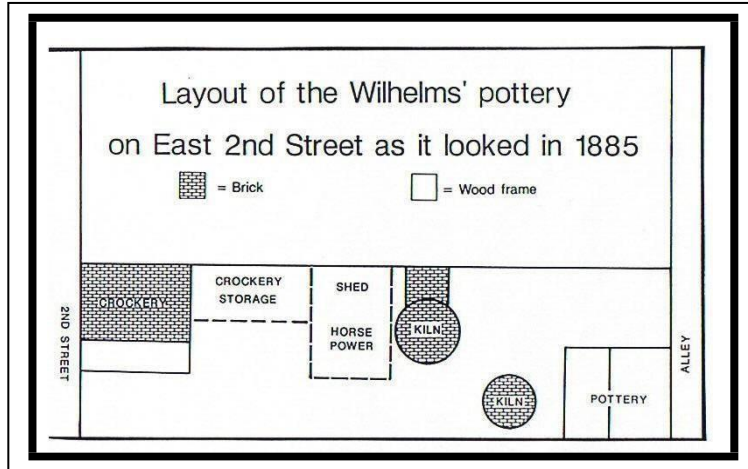 Layout of the Wilhelms' pottery
on East 2nd Street as it looked in 1885
= Brick
= Wood frame
2ND STREET
CROCKERY
CROCKERY
STORAGE
SHED
HORSE
POWER
KILN
KILN
POTTERY
ALLEY